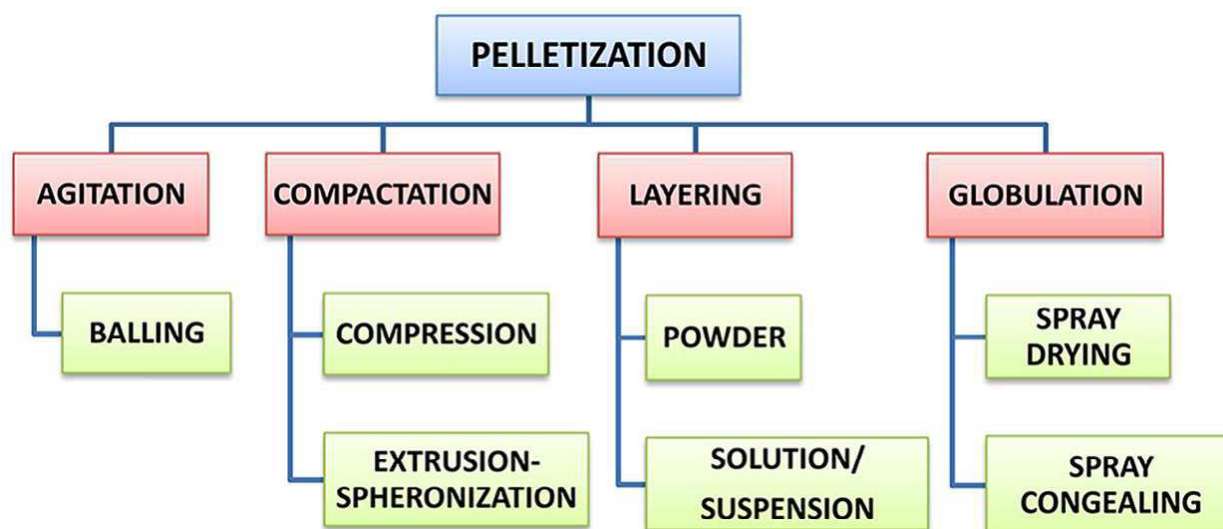 PELLETIZATION
AGITATION
COMPACTATION
LAYERING
GLOBULATION
BALLING
COMPRESSION
POWDER
SPRAY
DRYING
EXTRUSION-
SPHERONIZATION
SOLUTION/
SUSPENSION
SPRAY
CONGEALING